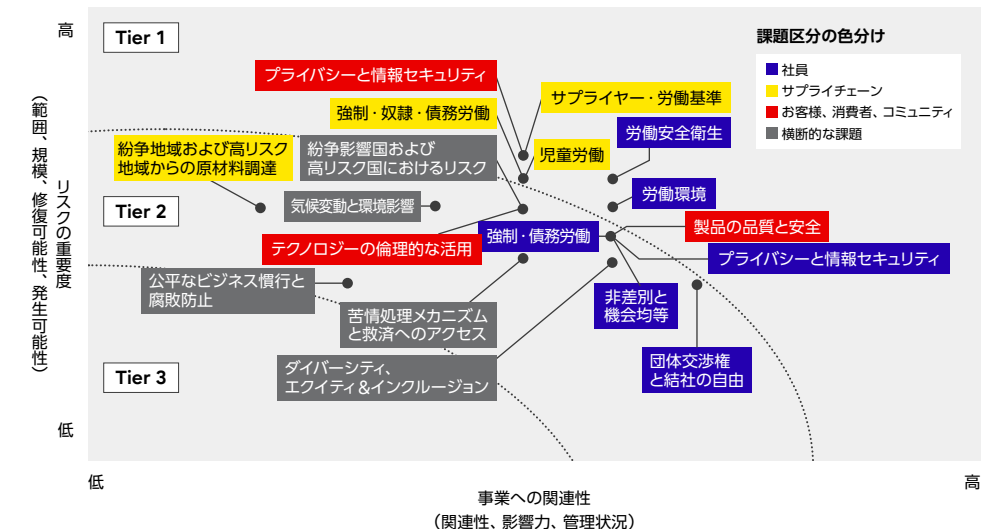 高
（範囲、規模、修復可能性、発生可能性）
リスクの重要度
低
Tier 1
Tier 2
Tier 3
課題区分の色分け
社員
サプライチェーン
お客様、消費者、コミュニティ
横断的な課題
プライバシーと情報セキュリティ
サプライヤー・労働基準
強制・奴隷・債務労働
労働安全衛生
紛争地域および高リスク
地域からの原材料調達
紛争影響国および
高リスク国におけるリスク
児童労働
気候変動と環境影響
労働環境
テクノロジーの倫理的な活用
強制・債務労働
製品の品質と安全
プライバシーと情報セキュリティ
公平なビジネス慣行と
腐敗防止
苦情処理メカニズム
と救済へのアクセス
非差別と
機会均等
ダイバーシティ、
エクイティ＆インクルージョン
団体交渉権
と結社の自由
低
高
事業への関連性
（関連性、影響力、管理状況）